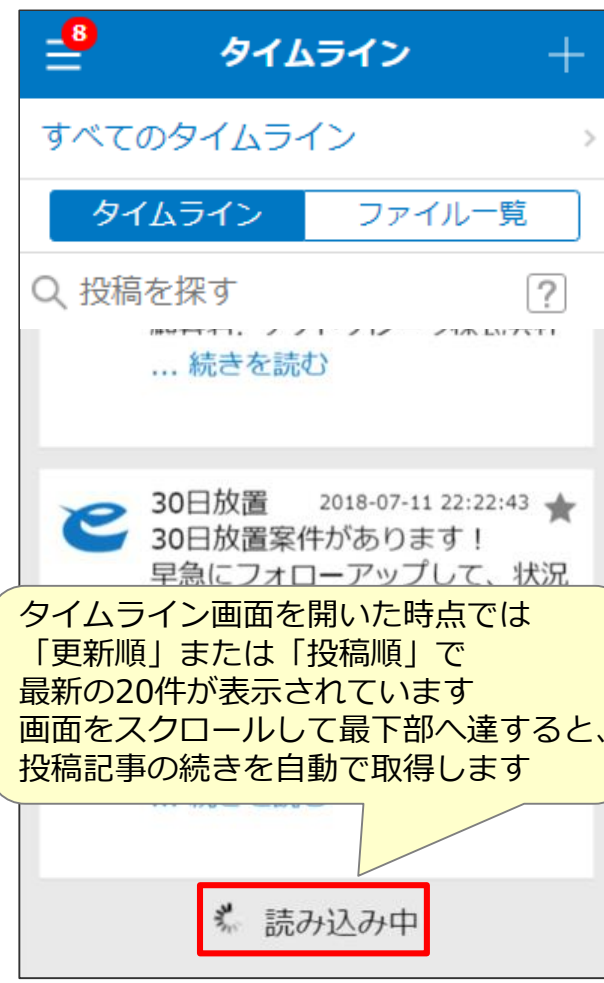 8
タイムライン
すべてのタイムライン
タイムライン ファイル一覧
投稿を探す ?
... 続きを読む
30日放置 2018-07-11 22:22:43
30日放置案件があります！
早急にフォローアップして、状況
タイムライン画面を開いた時点では
「更新順」または「投稿順」で
最新の20件が表示されています
画面をスクロールして最下部へ達すると、
投稿記事の続きを自動で取得します
読み込み中